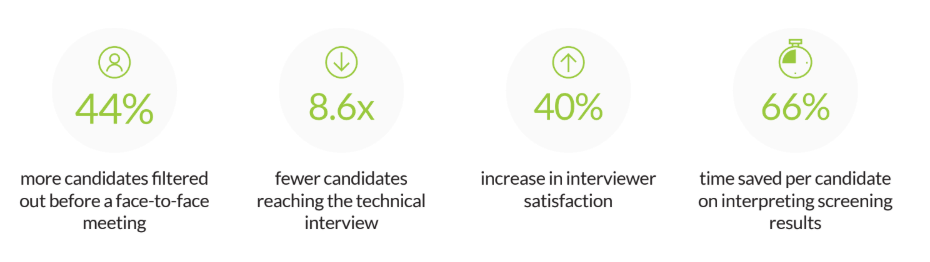 44%
more candidates filtered
out before a face-to-face
meeting
8.6x
fewer candidates
reaching the technical
interview
40%
increase in interviewer
satisfaction
66%
time saved per candidate
on interpreting screening
results